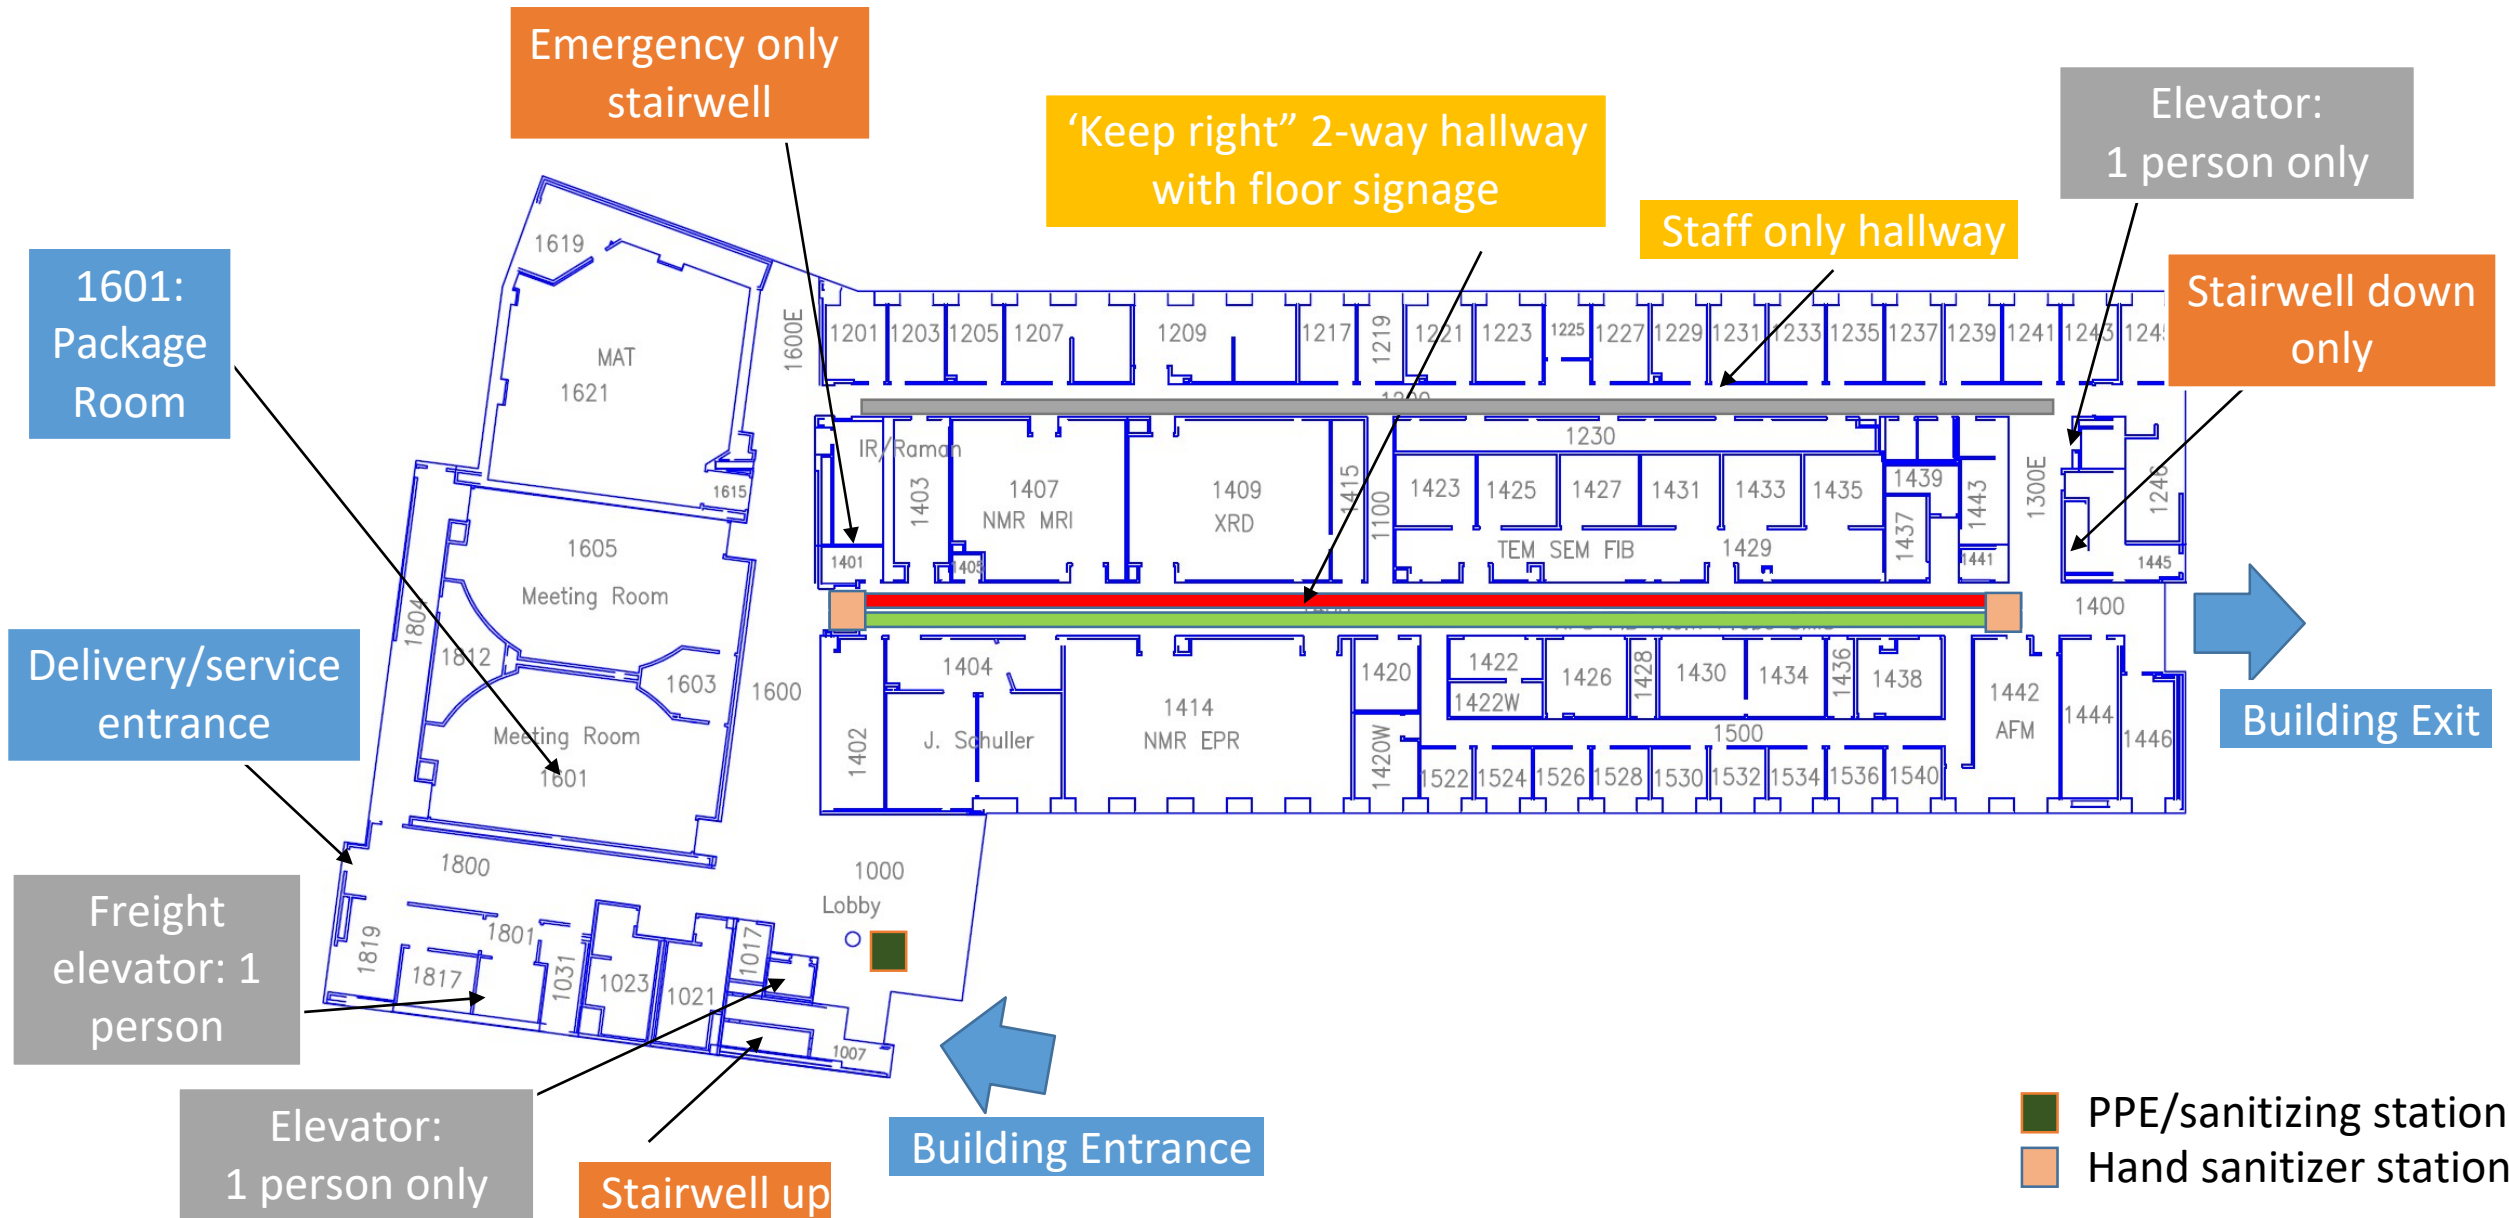 Emergency only
stairwell
‘Keep right” 2-way hallway
with floor signage
Elevator:
1 person only
Staff only hallway
Stairwell down
only
1601:
Package
Room
Delivery/service
entrance
Freight
elevator: 1
person
Elevator:
1 person only
Stairwell up
Building Entrance
Building Exit
PPE/sanitizing station
Hand sanitizer station
1619
MAT
1621
1615
1600E
1605
Meeting Room
1804
1812
1603
1600
Meeting Room
1601
1800
1801
1819
1817
1031
1023
1021
1017
1007
1000
Lobby
1201
1203
1205
1207
1209
1217
1219
1221
1223
1225
1227
1229
1231
1233
1235
1237
1239
1241
1243
IR/Raman
1401
1403
1405
1407
NMR MRI
1409
XRD
1415
1100
1230
1423
1425
1427
1431
1433
1435
TEM SEM FIB
1429
1437
1439
1443
1441
1300E
1246
1445
1400
1402
1404
J. Schuller
1414
NMR EPR
1420
1420W
1422
1422W
1426
1428
1430
1434
1436
1438
1500
1442
AFM
1444
1446
1522
1524
1526
1528
1530
1532
1534
1536
1540